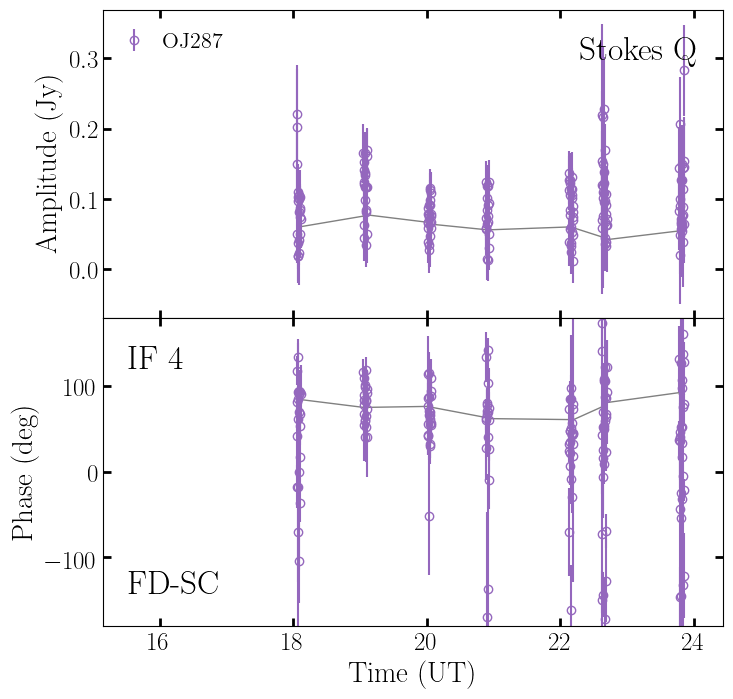 OJ287
Stokes Q
0.3
0.2
0.1
0.0
Amplitude (Jy)
IF 4
100
0
−100
Phase (deg)
FD-SC
16 18 20 22 24
Time (UT)